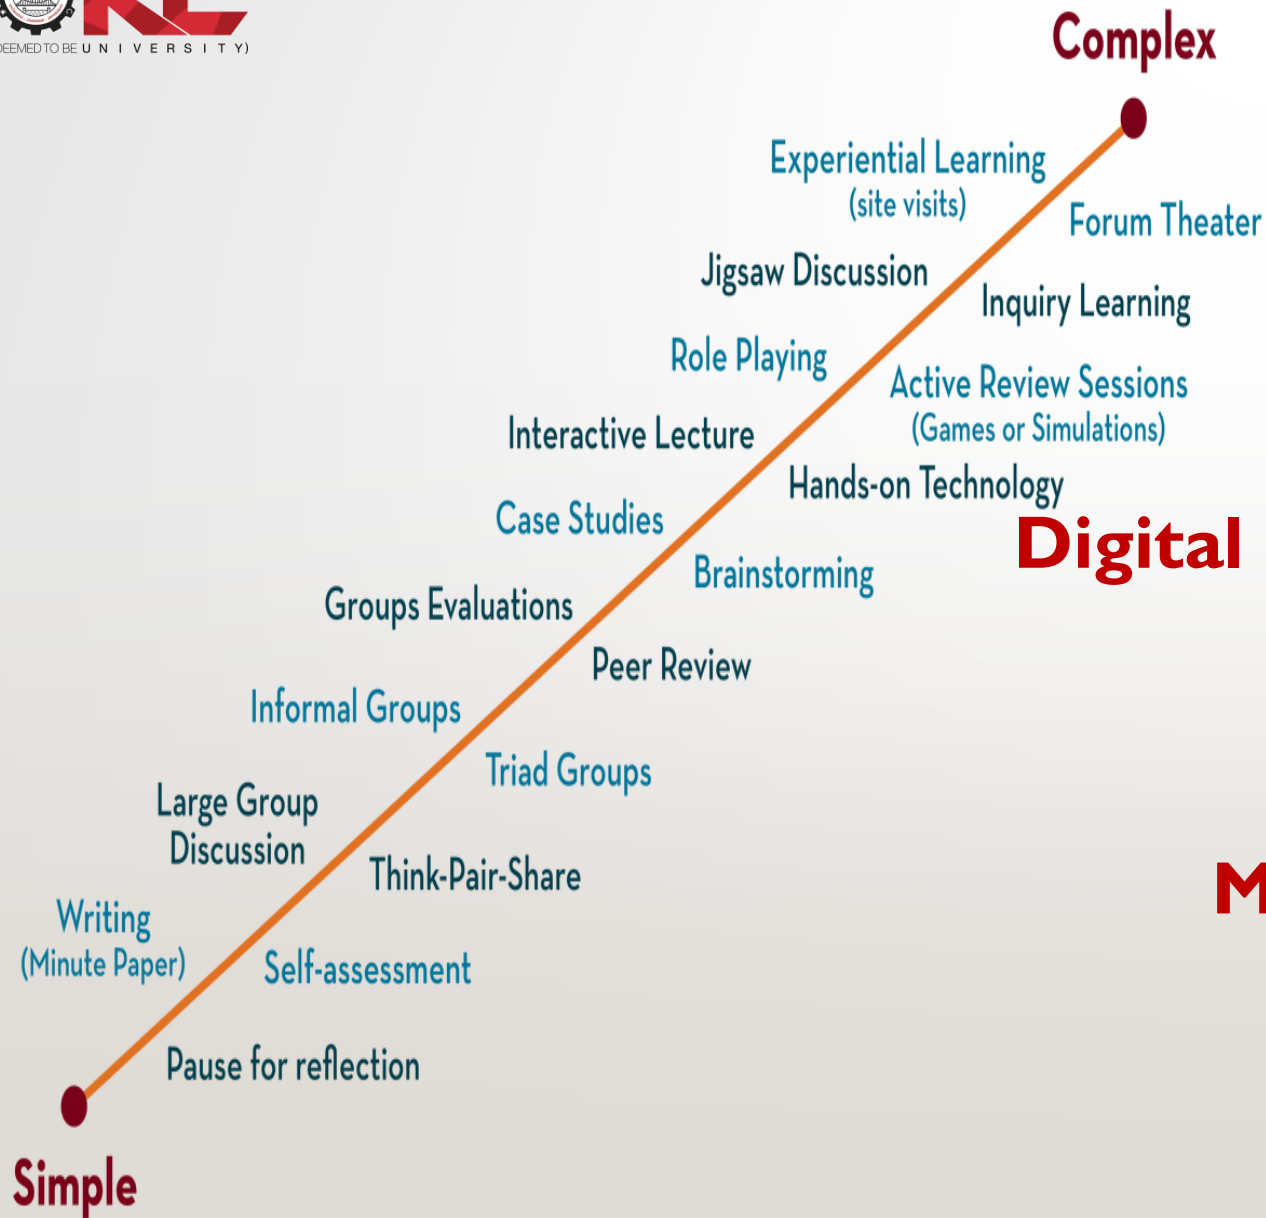 KL
DEEMED TO BE UNIVERSITY)
Complex
Experiential Learning
(site visits)
Forum Theater
Jigsaw Discussion
Inquiry Learning
Role Playing
Active Review Sessions
(Games or Simulations)
Interactive Lecture
Hands-on Technology
Case Studies
Digital
Brainstorming
Groups Evaluations
Peer Review
Informal Groups
Triad Groups
Large Group
Discussion
Think-Pair-Share
M
Writing
(Minute Paper)
Self-assessment
Pause for reflection
Simple